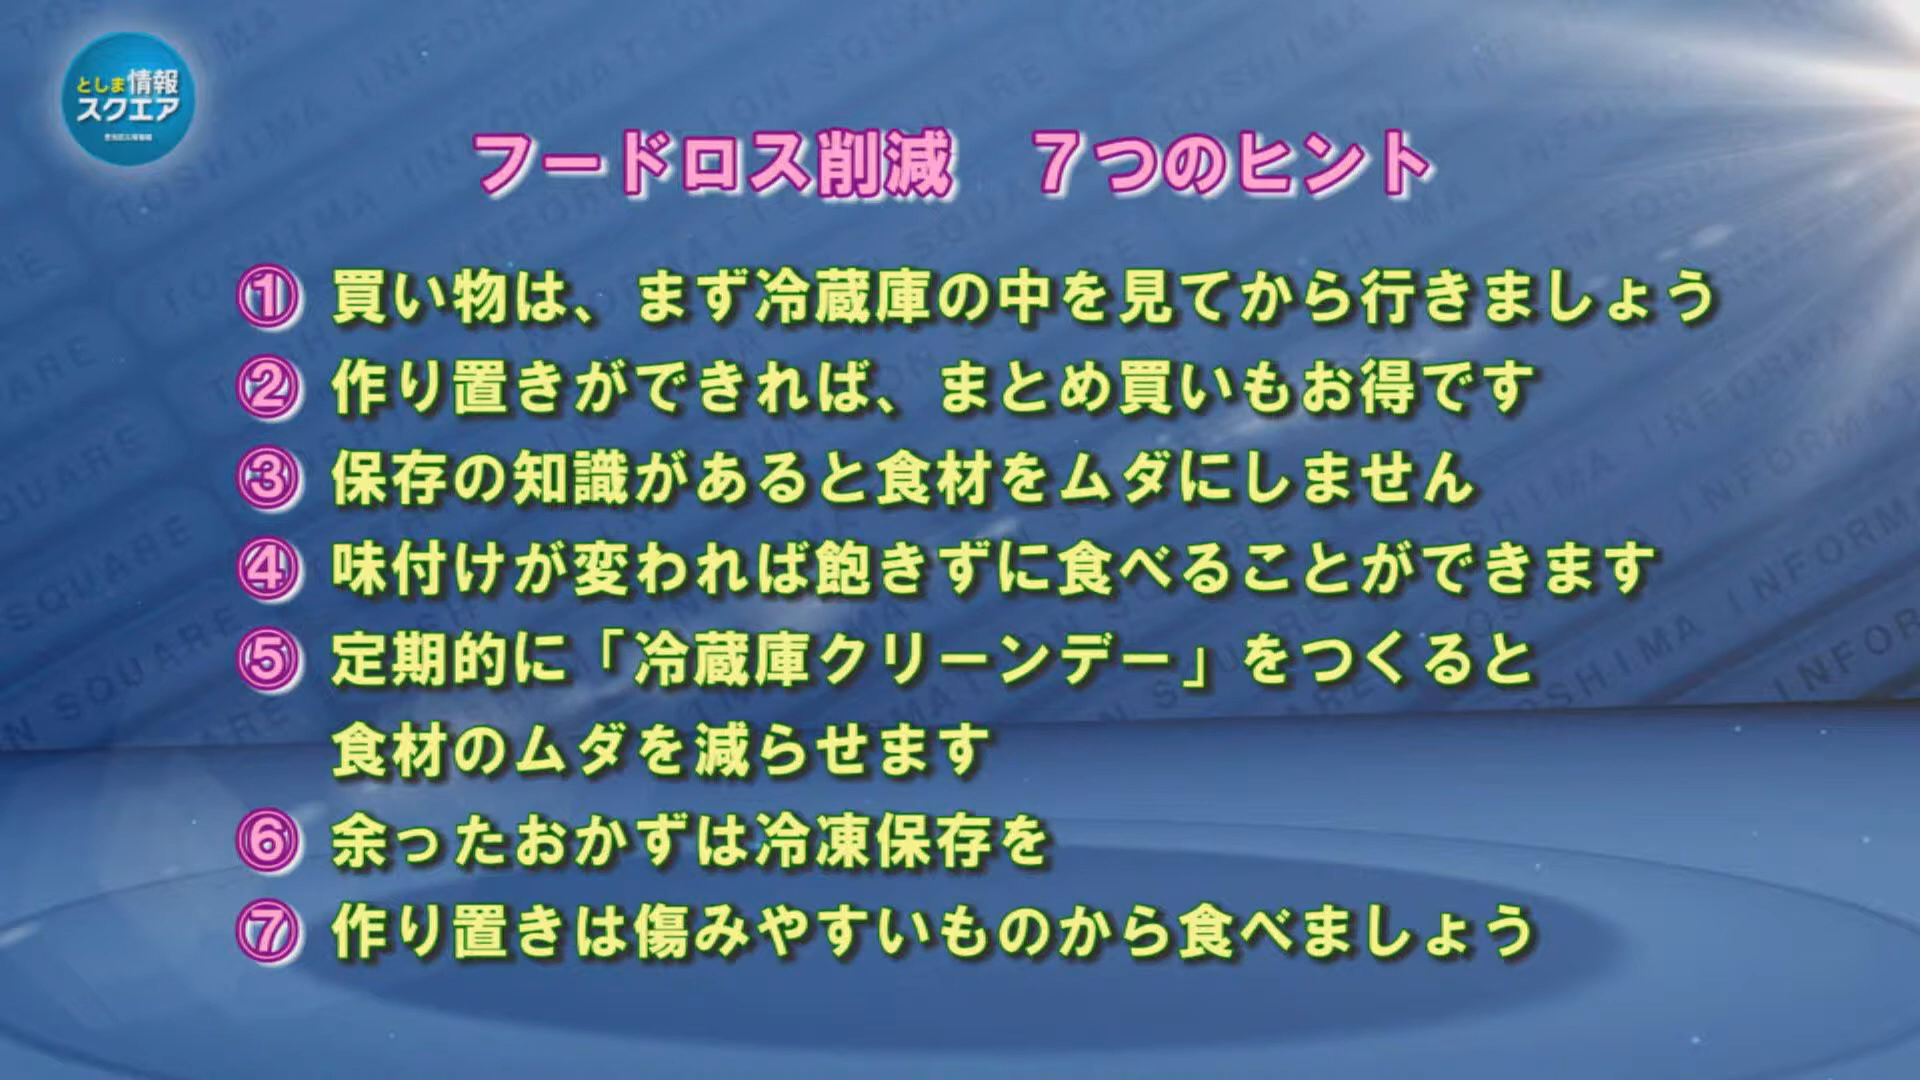 としま情報
スクエア
フードロス削減　７つのヒント
① 買い物は、まず冷蔵庫の中を見てから行きましょう
② 作り置きができれば、まとめ買いもお得です
③ 保存の知識があると食材をムダにしません
④ 味付けが変われば飽きずに食べることができます
⑤ 定期的に「冷蔵庫クリーンデー」をつくると
食材のムダを減らせます
⑥ 余ったおかずは冷凍保存を
⑦ 作り置きは傷みやすいものから食べましょう